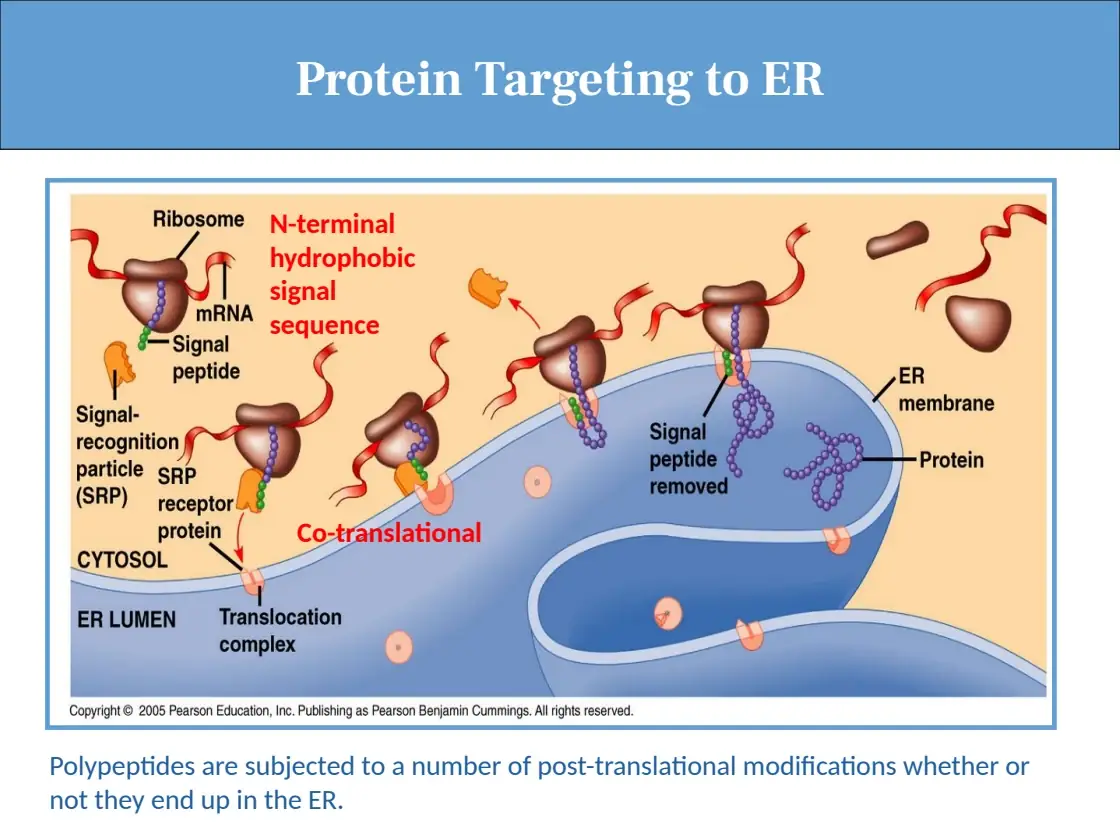 Protein Targeting to ER
Ribosome
N-terminal
hydrophobic
signal
sequence
mRNA
Signal
peptide
Signal-
recognition
particle
(SRP)
SRP
receptor
protein
CYTOSOL
ER LUMEN
Translocation
complex
Co-translational
Signal
peptide
removed
ER
membrane
Protein
Copyright © 2005 Pearson Education, Inc. Publishing as Pearson Benjamin Cummings. All rights reserved.
Polypeptides are subjected to a number of post-translational modifications whether or
not they end up in the ER.